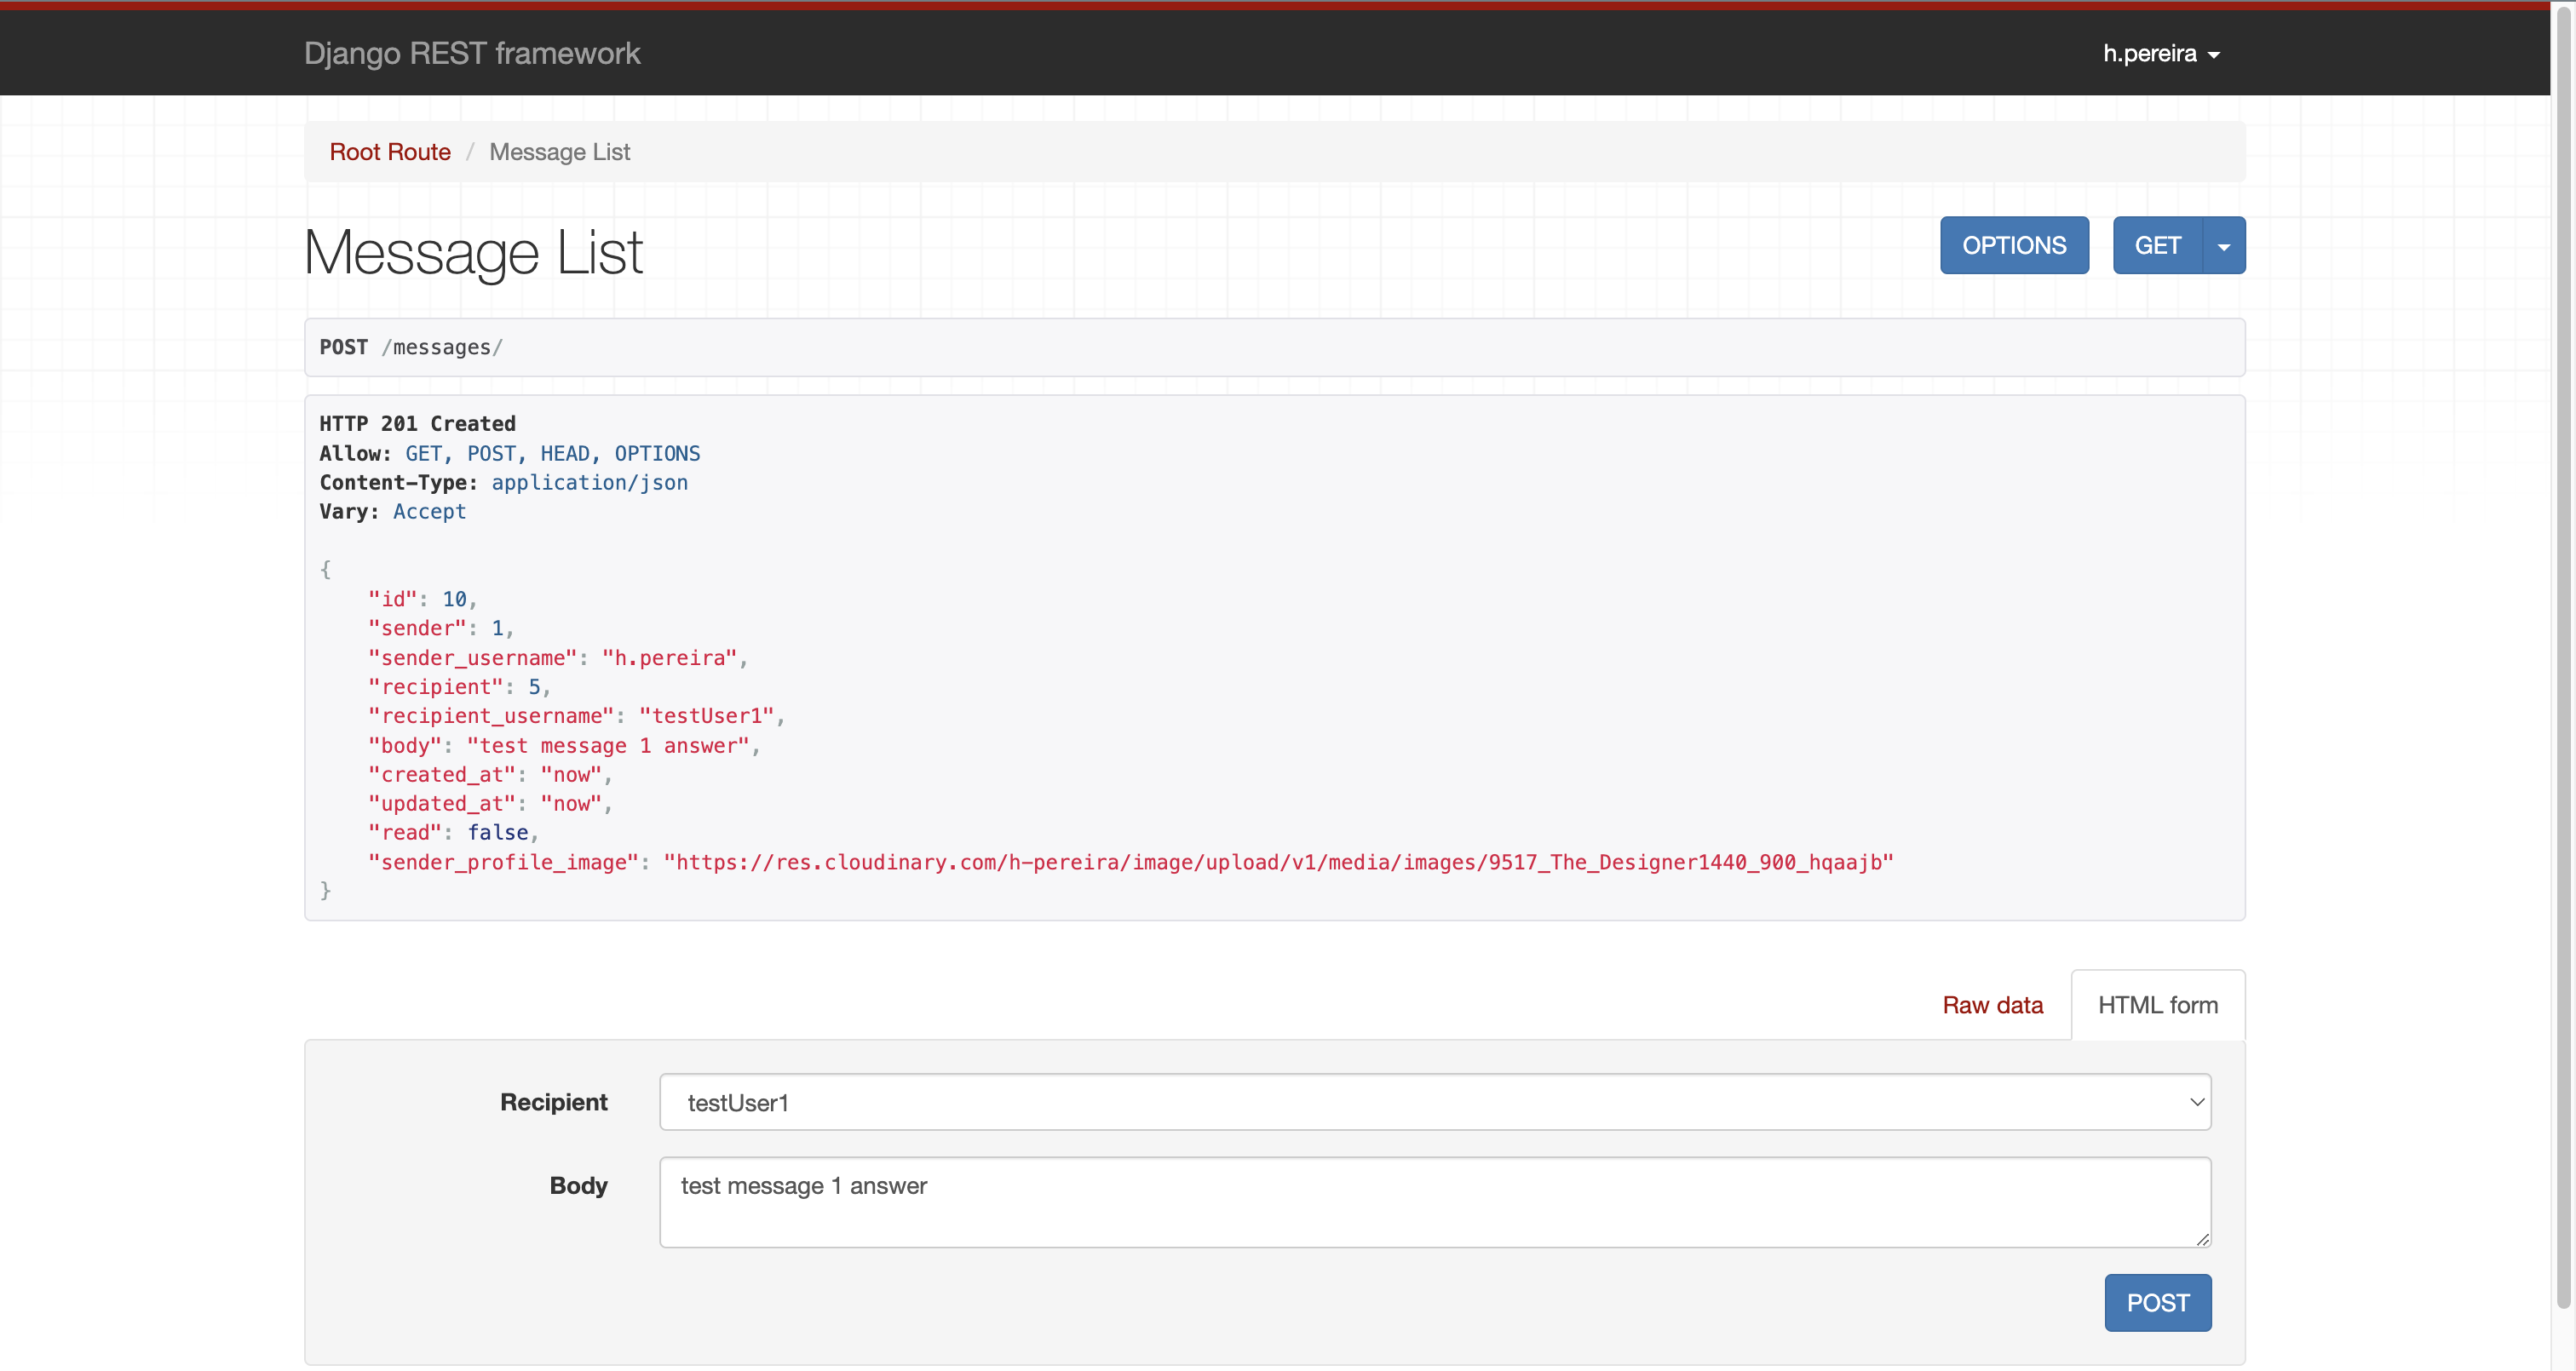 Django REST framework
h.pereira
Root Route / Message List
Message List
OPTIONS
GET
POST /messages/
HTTP 201 Created
Allow: GET, POST, HEAD, OPTIONS
Content-Type: application/json
Vary: Accept
{
    "id": 10,
    "sender": 1,
    "sender_username": "h.pereira",
    "recipient": 5,
    "recipient_username": "testUser1",
    "body": "test message 1 answer",
    "created_at": "now",
    "updated_at": "now",
    "read": false,
    "sender_profile_image": "https://res.cloudinary.com/h-pereira/image/upload/v1/media/images/9517_The_Designer1440_900_hqaajb"
}
Raw data
HTML form
Recipient
testUser1
Body
test message 1 answer
POST